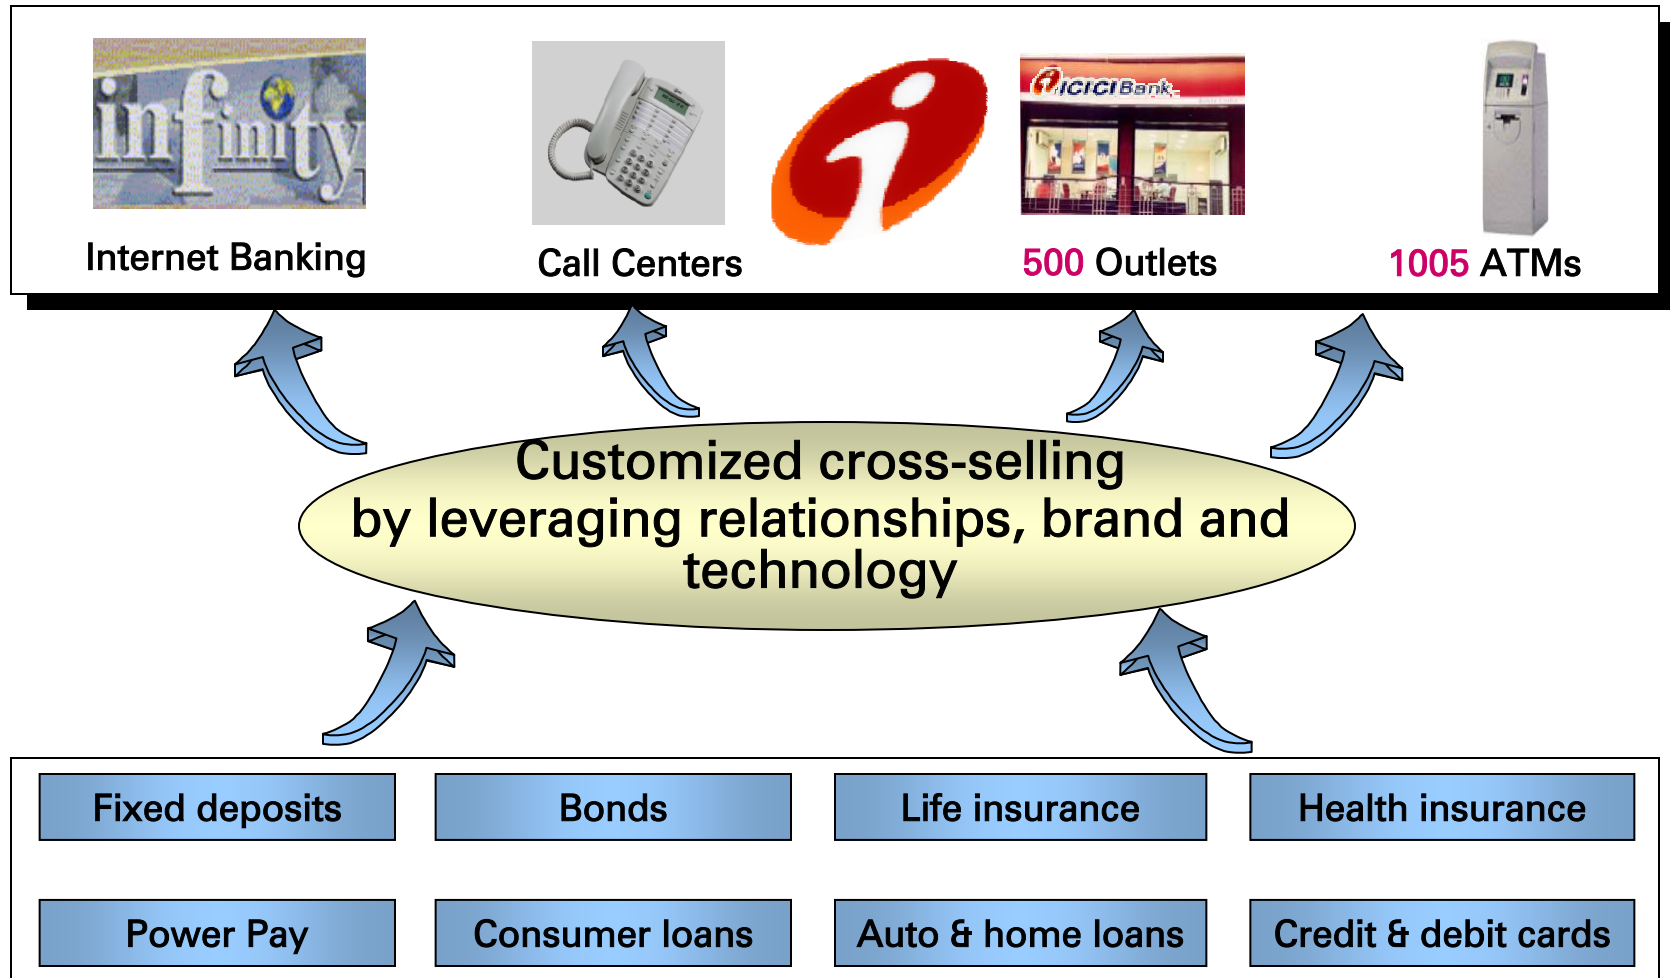 infinity
ICICI Bank
Internet Banking
Call Centers
500 Outlets
1005 ATMs
Customized cross-selling
by leveraging relationships, brand and
technology
Fixed deposits
Bonds
Life insurance
Health insurance
Power Pay
Consumer loans
Auto & home loans
Credit & debit cards